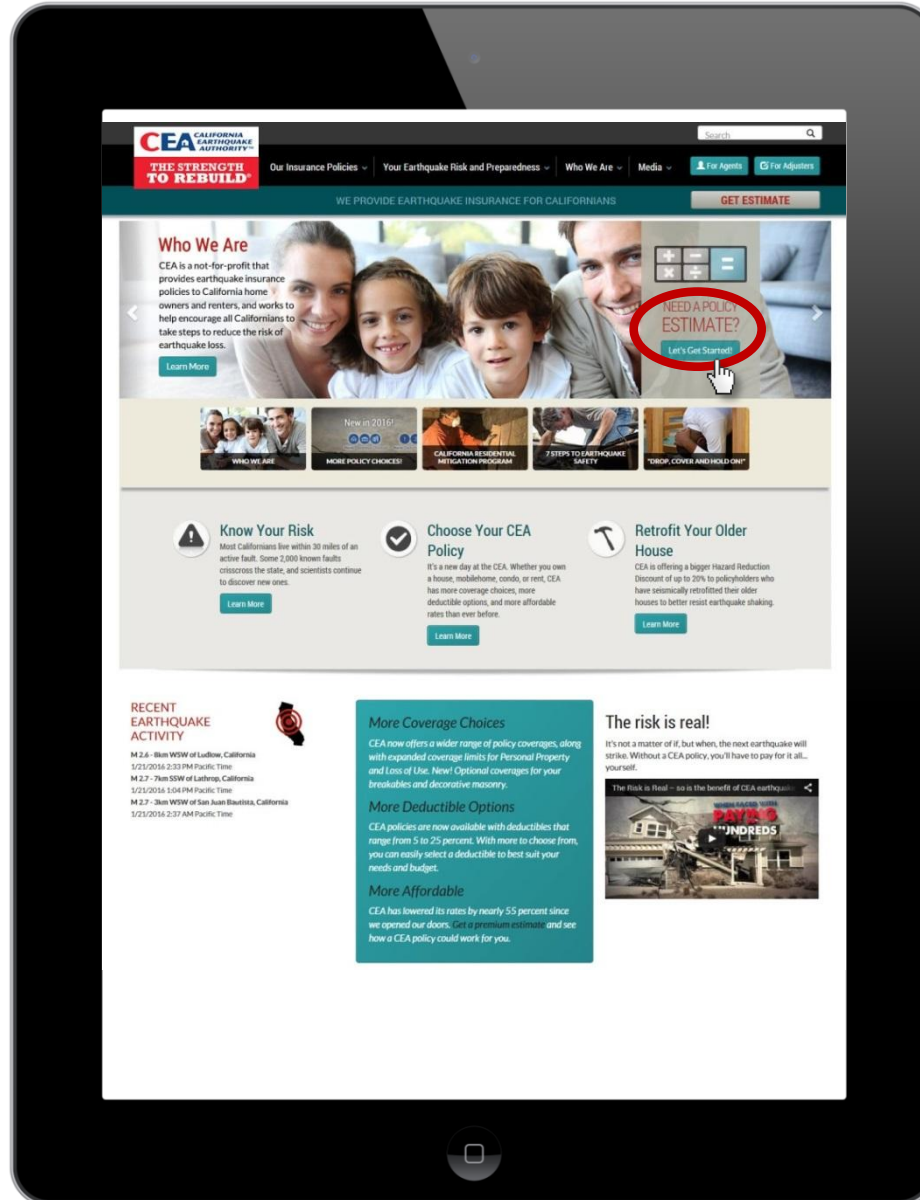 CEA CALIFORNIA
EARTHQUAKE
AUTHORITY™
THE STRENGTH
TO REBUILD®
Search
Our Insurance Policies
Your Earthquake Risk and Preparedness
Who We Are
Media
For Agents
For Adjusters
WE PROVIDE EARTHQUAKE INSURANCE FOR CALIFORNIANS
GET ESTIMATE
Who We Are
CEA is a not-for-profit that
provides earthquake insurance
policies to California home
owners and renters, and works to
help encourage all Californians to
take steps to reduce the risk of
earthquake loss.
Learn More
NEED A POLICY
ESTIMATE?
Let's Get Started!
WHO WE ARE
New in 2016!
MORE POLICY CHOICES!
CALIFORNIA RESIDENTIAL
MITIGATION PROGRAM
7 STEPS TO EARTHQUAKE
SAFETY
"DROP, COVER AND HOLD ON!"
Know Your Risk
Most Californians live within 30 miles of an
active fault. Some 2,000 known faults
crisscross the state, and scientists continue
to discover new ones.
Learn More
Choose Your CEA
Policy
It's a new day at the CEA. Whether you own
a house, mobilehome, condo, or rent, CEA
has more coverage choices, more
deductible options, and more affordable
rates than ever before.
Learn More
Retrofit Your Older
House
CEA is offering a bigger Hazard Reduction
Discount of up to 20% to policyholders who
have seismically retrofitted their older
houses to better resist earthquake shaking.
Learn More
RECENT
EARTHQUAKE
ACTIVITY
M 2.6 - 8km WSW of Ludlow, California
1/21/2016 2:33 PM Pacific Time
M 2.7 - 7km SSW of Lathrop, California
1/21/2016 1:04 PM Pacific Time
M 2.7 - 3km WSW of San Juan Bautista, California
1/21/2016 2:37 AM Pacific Time
More Coverage Choices
CEA now offers a wider range of policy coverages, along
with expanded coverage limits for Personal Property
and Loss of Use. New! Optional coverages for your
breakables and decorative masonry.
More Deductible Options
CEA policies are now available with deductibles that
range from 5 to 25 percent. With more to choose from,
you can easily select a deductible to best suit your
needs and budget.
More Affordable
CEA has lowered its rates by nearly 55 percent since
we opened our doors. Get a premium estimate and see
how a CEA policy could work for you.
The risk is real!
It's not a matter of if, but when, the next earthquake will
strike. Without a CEA policy, you'll have to pay for it all...
yourself.
The Risk is Real – so is the benefit of CEA earthquake
WHEN FACED WITH
PAYING
HUNDREDS